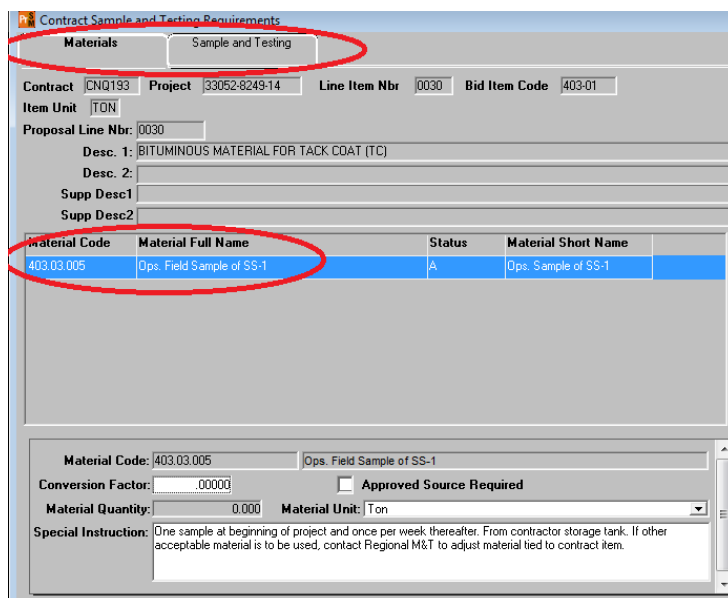 Contract Sample and Testing Requirements
Materials Sample and Testing
Contract CNQ193 Project 33052-8249-14 Line Item Nbr 0030 Bid Item Code 403-01
Item Unit TON
Proposal Line Nbr: 0030
Desc. 1: BITUMINOUS MATERIAL FOR TACK COAT (TC)
Desc. 2:
Supp Desc1
Supp Desc2
Material Code Material Full Name Status Material Short Name
403.03.005 Ops. Field Sample of SS-1 A Ops. Sample of SS-1
Material Code: 403.03.005 Ops. Field Sample of SS-1
Conversion Factor: .00000 Approved Source Required
Material Quantity: 0.000 Material Unit: Ton
Special Instruction: One sample at beginning of project and once per week thereafter. From contractor storage tank. If other
acceptable material is to be used, contact Regional M&T to adjust material tied to contract item.